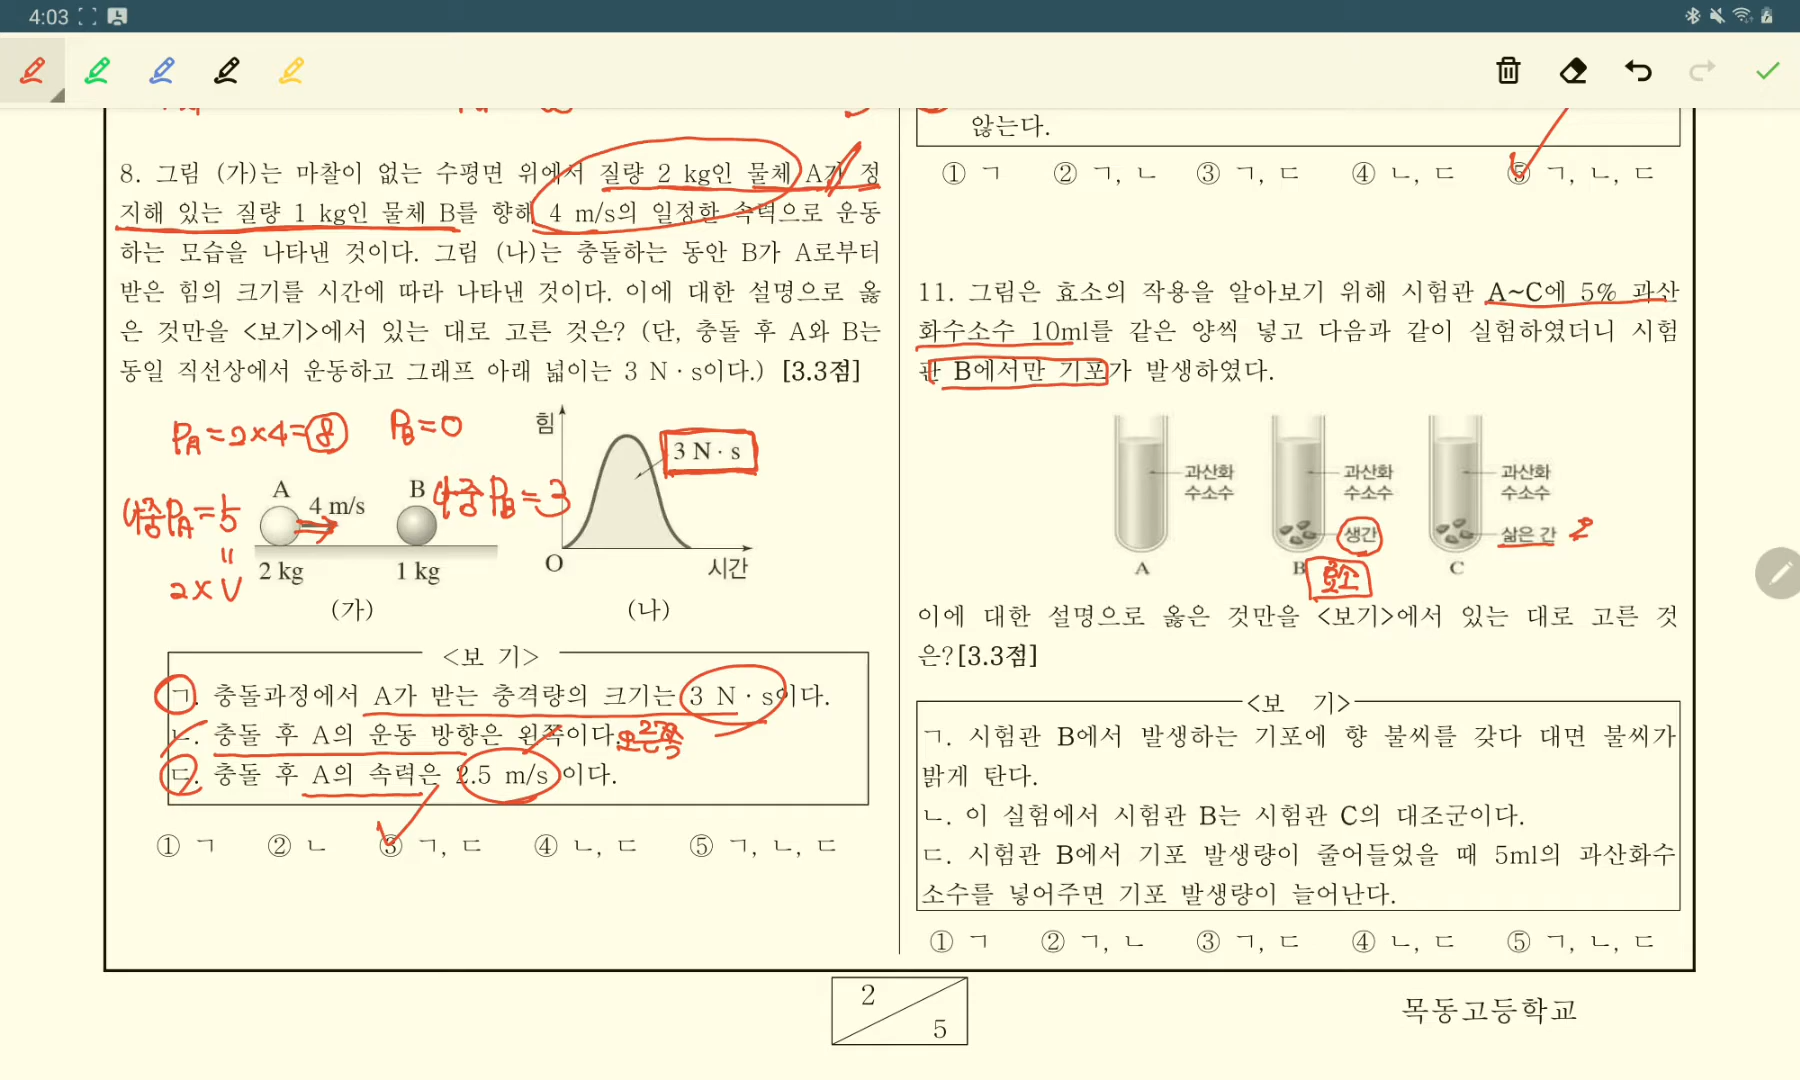 4:03
8. 그림 (가)는 마찰이 없는 수평면 위에서 질량 2 kg인 물체 A가 정
지해 있는 질량 1 kg인 물체 B를 향해 4 m/s의 일정한 속력으로 운동
하는 모습을 나타낸 것이다. 그림 (나)는 충돌하는 동안 B가 A로부터
받은 힘의 크기를 시간에 따라 나타낸 것이다. 이에 대한 설명으로 옳
은 것만을 <보기>에서 있는 대로 고른 것은? (단, 충돌 후 A와 B는
동일 직선상에서 운동하고 그래프 아래 넓이는 3 N·s이다.) [3.3점]
P_A=2×4=8 P_B=0
힘
3 N·s
A
4 m/s
B
나중P_B=3
나중P_A=5
=
2×V
2 kg
1 kg
O
시간
(가)
(나)
<보 기>
ㄱ. 충돌과정에서 A가 받는 충격량의 크기는 3 N·s이다.
ㄴ. 충돌 후 A의 운동 방향은 왼쪽이다. 오른쪽
ㄷ. 충돌 후 A의 속력은 2.5 m/s 이다.
① ㄱ ② ㄴ ③ ㄱ, ㄷ ④ ㄴ, ㄷ ⑤ ㄱ, ㄴ, ㄷ
않는다.
① ㄱ ② ㄱ, ㄴ ③ ㄱ, ㄷ ④ ㄴ, ㄷ ⑤ ㄱ, ㄴ, ㄷ
11. 그림은 효소의 작용을 알아보기 위해 시험관 A~C에 5% 과산
화수소수 10ml를 같은 양씩 넣고 다음과 같이 실험하였더니 시험
관 B에서만 기포가 발생하였다.
과산화 과산화 과산화
수소수 수소수 수소수
생간 삶은 간
A B 효소 C
이에 대한 설명으로 옳은 것만을 <보기>에서 있는 대로 고른 것
은?[3.3점]
<보 기>
ㄱ. 시험관 B에서 발생하는 기포에 향 불씨를 갖다 대면 불씨가
밝게 탄다.
ㄴ. 이 실험에서 시험관 B는 시험관 C의 대조군이다.
ㄷ. 시험관 B에서 기포 발생량이 줄어들었을 때 5ml의 과산화수
소수를 넣어주면 기포 발생량이 늘어난다.
① ㄱ ② ㄱ, ㄴ ③ ㄱ, ㄷ ④ ㄴ, ㄷ ⑤ ㄱ, ㄴ, ㄷ
2
5
목동고등학교